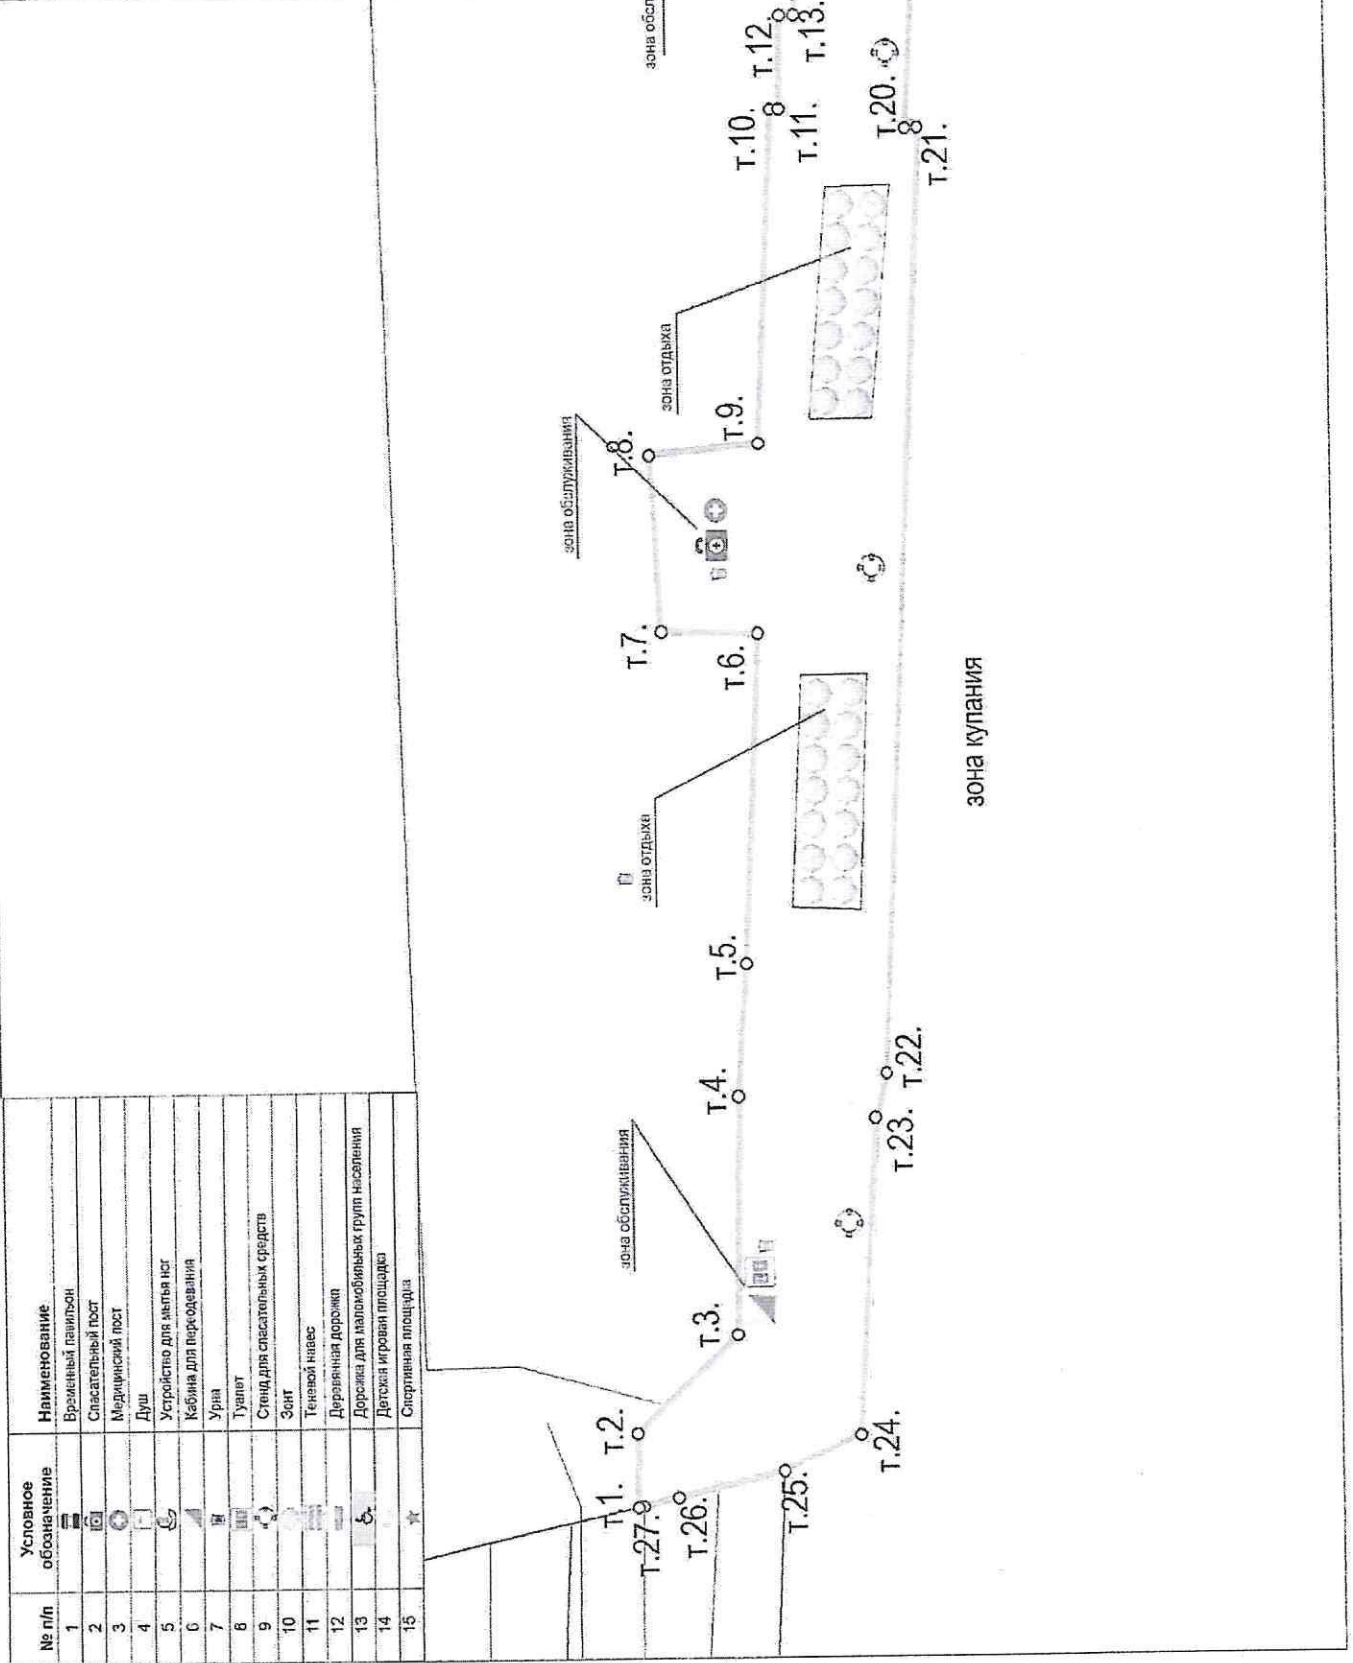 № п/п Условное обозначение Наименование
1 Временный павильон
2 Спасательный пост
3 Медицинский пост
4 Душ
5 Устройство для мытья ног
6 Кабина для переодевания
7 Урна
8 Туалет
9 Стенд для спасательных средств
10 Зонт
11 Теневой навес
12 Деревянная дорожка
13 Дорожка для маломобильных групп населения
14 Детская игровая площадка
15 Спортивная площадка
т.1.
т.2.
т.27.
т.26.
т.25.
т.24.
т.3.
зона обслуживания
т.4.
т.23.
т.22.
т.5.
зона отдыха
зона купания
т.6.
т.7.
зона обслуживания
т.8.
т.9.
зона отдыха
т.10.
т.11.
т.21.
т.20.
т.12.
т.13.
зона обсл